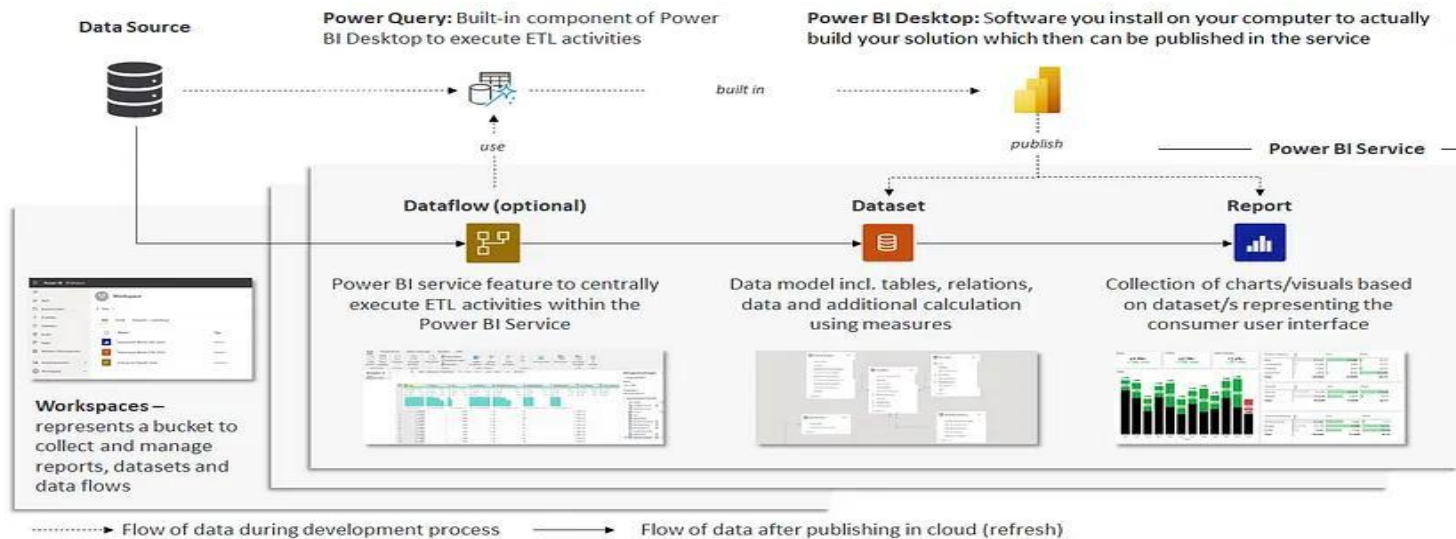 Data Source
Power Query: Built-in component of Power
BI Desktop to execute ETL activities
Power BI Desktop: Software you install on your computer to actually
build your solution which then can be published in the service
built in
use
publish
Power BI Service
Dataflow (optional)
Dataset
Report
Power BI service feature to centrally
execute ETL activities within the
Power BI Service
Data model incl. tables, relations,
data and additional calculation
using measures
Collection of charts/visuals based
on dataset/s representing the
consumer user interface
Workspace
Workspaces –
represents a bucket to
collect and manage
reports, datasets and
data flows
Flow of data during development process
Flow of data after publishing in cloud (refresh)